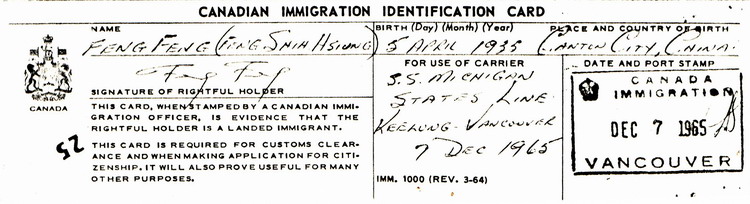 CANADIAN IMMIGRATION IDENTIFICATION CARD
NAME
FENG FENG (FENG SHIH HSIUNG)
BIRTH (Day) (Month) (Year)
5 APRIL 1935
PLACE AND COUNTRY OF BIRTH
CANTON CITY, CHINA.
SIGNATURE OF RIGHTFUL HOLDER
CANADA
THIS CARD, WHEN STAMPED BY A CANADIAN IMMI-
GRATION OFFICER, IS EVIDENCE THAT THE
RIGHTFUL HOLDER IS A LANDED IMMIGRANT.
52
THIS CARD IS REQUIRED FOR CUSTOMS CLEAR-
ANCE AND WHEN MAKING APPLICATION FOR CITI-
ZENSHIP. IT WILL ALSO PROVE USEFUL FOR MANY
OTHER PURPOSES.
FOR USE OF CARRIER
S.S. MICHIGAN
STATES LINE.
KEELUNG-VANCOUVER
7 DEC 1965
IMM. 1000 (REV. 3-64)
DATE AND PORT STAMP
CANADA
IMMIGRATION
DEC 7 1965
VANCOUVER